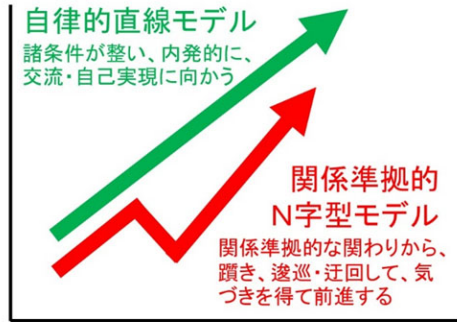 自律的直線モデル
諸条件が整い、内発的に、
交流・自己実現に向かう
関係準拠的
N字型モデル
関係準拠的な関わりから、
躓き、逡巡・迂回して、気
づきを得て前進する